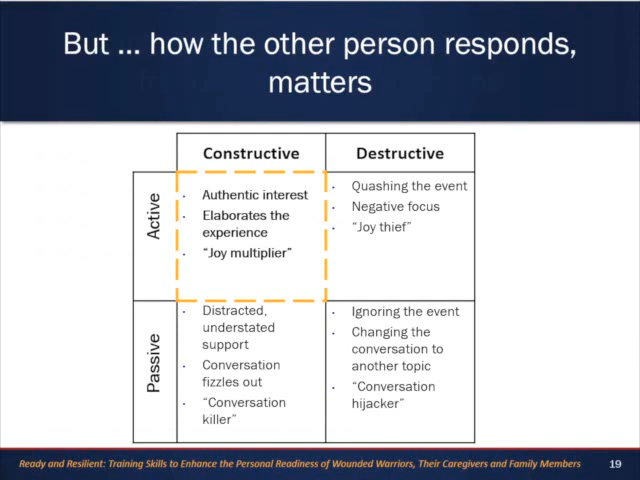 But ... how the other person responds,
matters
Constructive
Destructive
Active
Authentic interest
Elaborates the
experience
“Joy multiplier”
Quashing the event
Negative focus
“Joy thief”
Passive
Distracted,
understated
support
Conversation
fizzles out
“Conversation
killer”
Ignoring the event
Changing the
conversation to
another topic
“Conversation
hijacker”
Ready and Resilient: Training Skills to Enhance the Personal Readiness of Wounded Warriors, Their Caregivers and Family Members
19